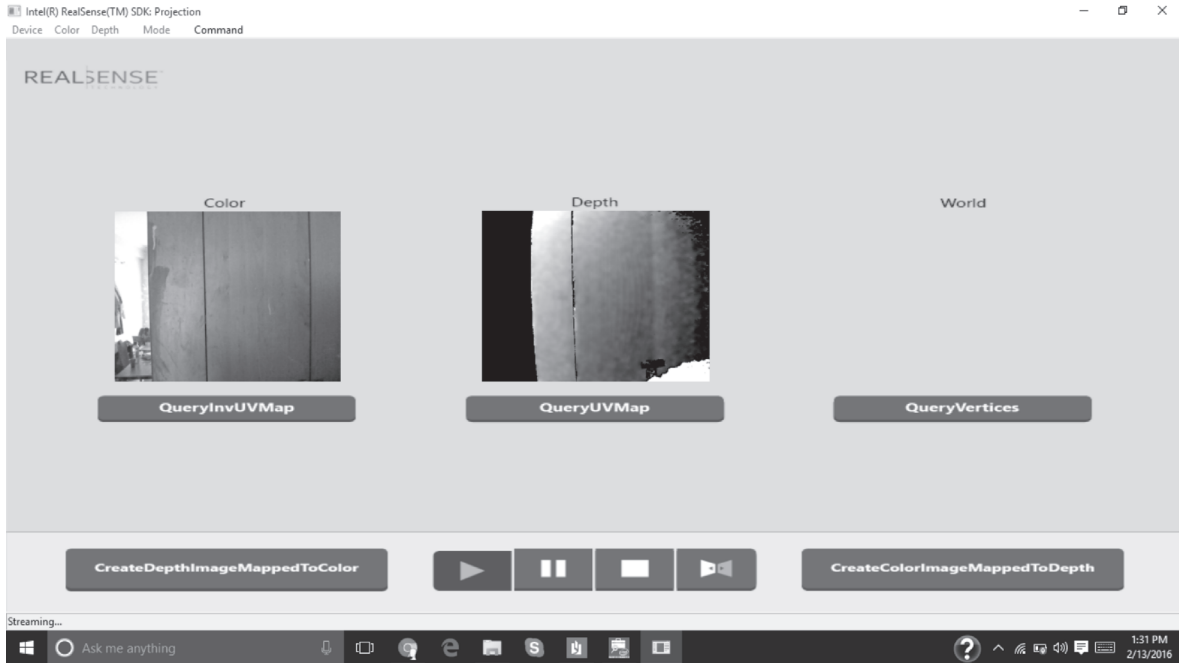 Intel(R) RealSense(TM) SDK: Projection
Device Color Depth Mode Command
REALSENSE
TECHNOLOGY
Color
Depth
World
QueryInvUVMap
QueryUVMap
QueryVertices
CreateDepthImageMappedToColor
CreateColorImageMappedToDepth
Streaming...
Ask me anything
1:31 PM
2/13/2016